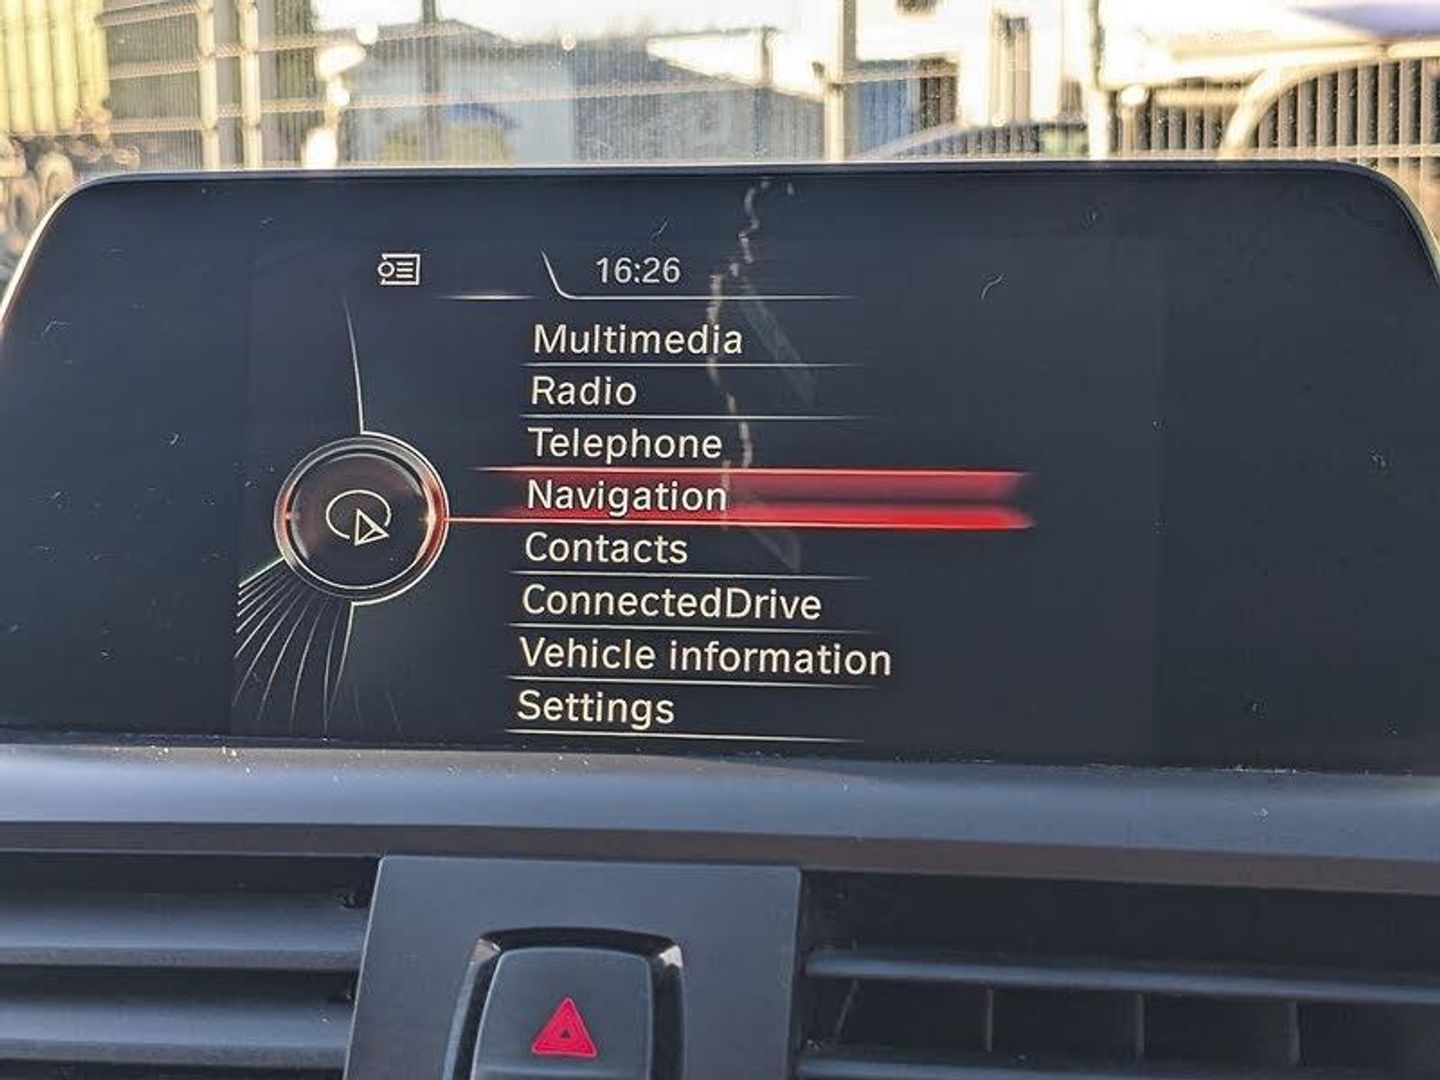 16:26
Multimedia
Radio
Telephone
Navigation
Contacts
ConnectedDrive
Vehicle information
Settings